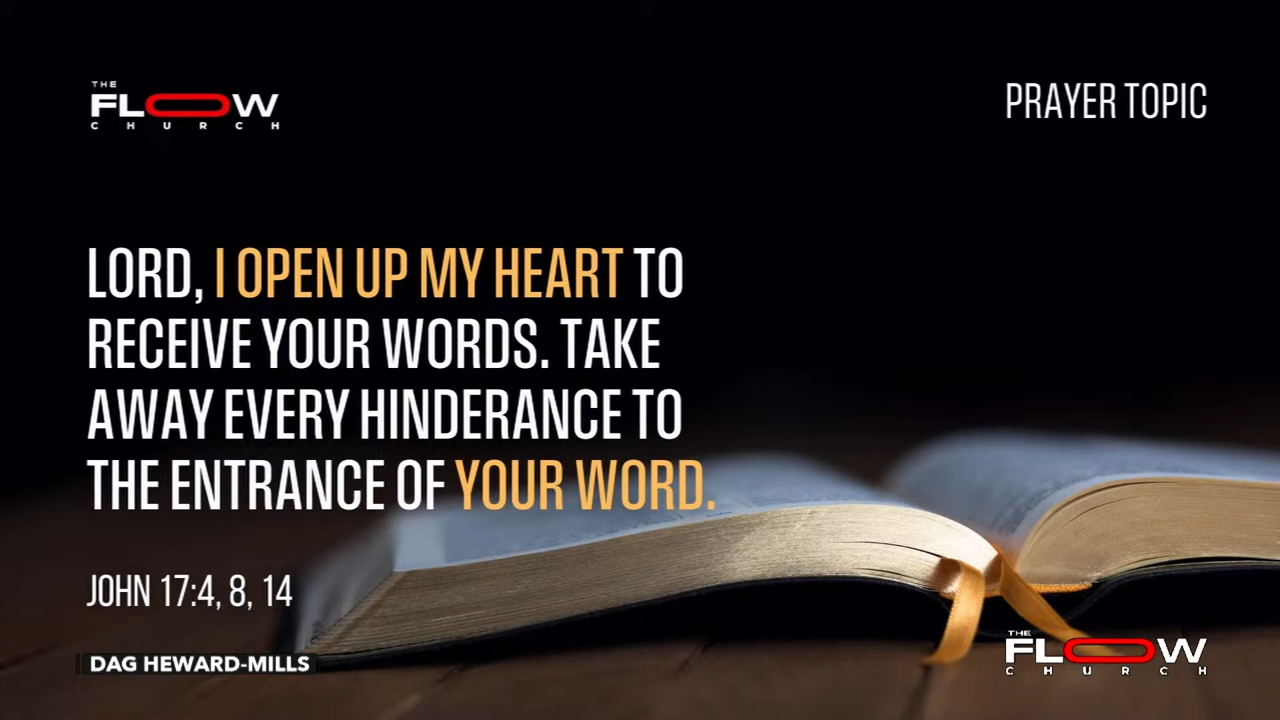 THE
FLOW
CHURCH
PRAYER TOPIC
LORD, I OPEN UP MY HEART TO
RECEIVE YOUR WORDS. TAKE
AWAY EVERY HINDERANCE TO
THE ENTRANCE OF YOUR WORD.
JOHN 17:4, 8, 14
DAG HEWARD-MILLS
THE
FLOW
CHURCH